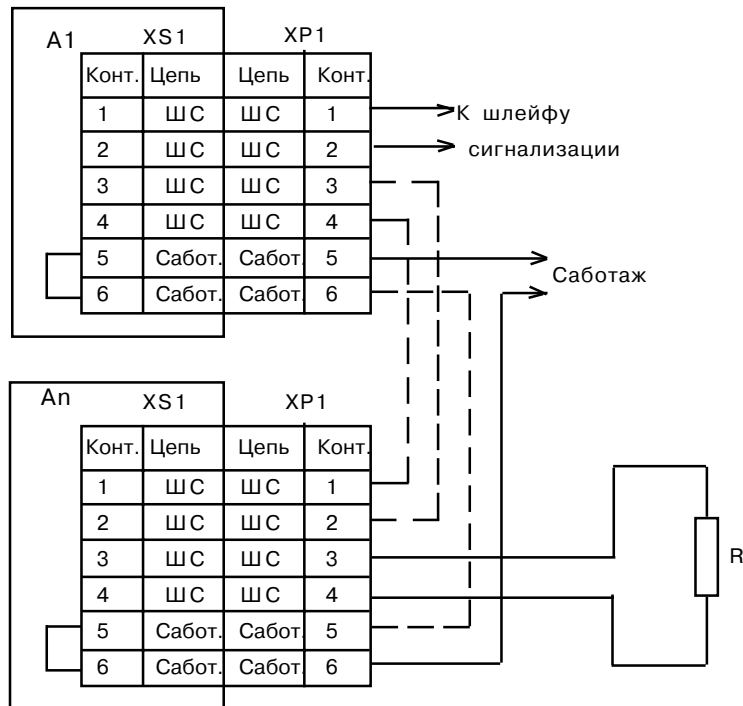 A1 XS1 XP1
Конт. Цепь Цепь Конт.
1 ШС ШС 1 К шлейфу
2 ШС ШС 2 сигнализации
3 ШС ШС 3
4 ШС ШС 4
5 Сабот. Сабот. 5
Саботаж
6 Сабот. Сабот. 6
An XS1 XP1
Конт. Цепь Цепь Конт.
1 ШС ШС 1
2 ШС ШС 2
3 ШС ШС 3 R
4 ШС ШС 4
5 Сабот. Сабот. 5
6 Сабот. Сабот. 6